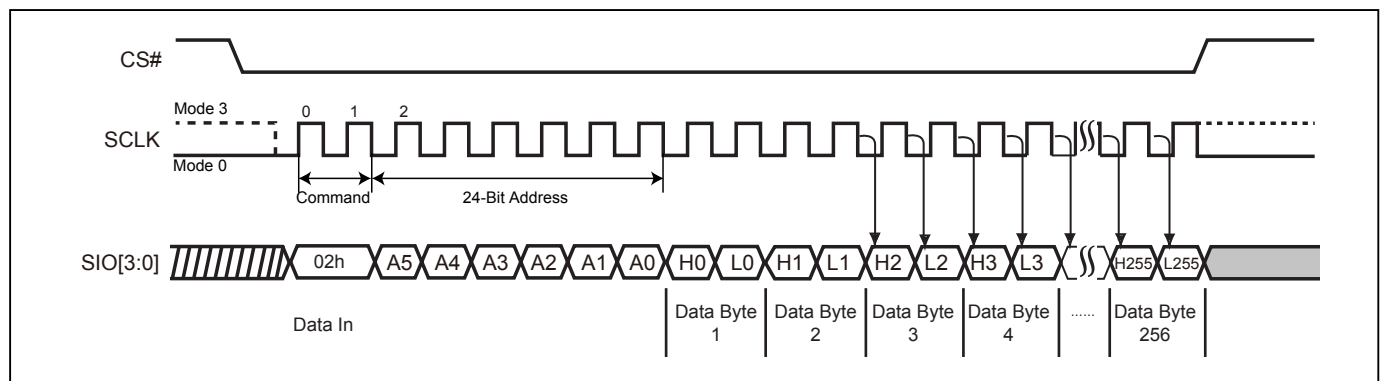 CS#
Mode 3
0 1 2
SCLK
Mode 0
Command
24-Bit Address
SIO[3:0]
02h A5 A4 A3 A2 A1 A0 H0 L0 H1 L1 H2 L2 H3 L3 H255 L255
Data In
Data Byte 1
Data Byte 2
Data Byte 3
Data Byte 4
......
Data Byte 256